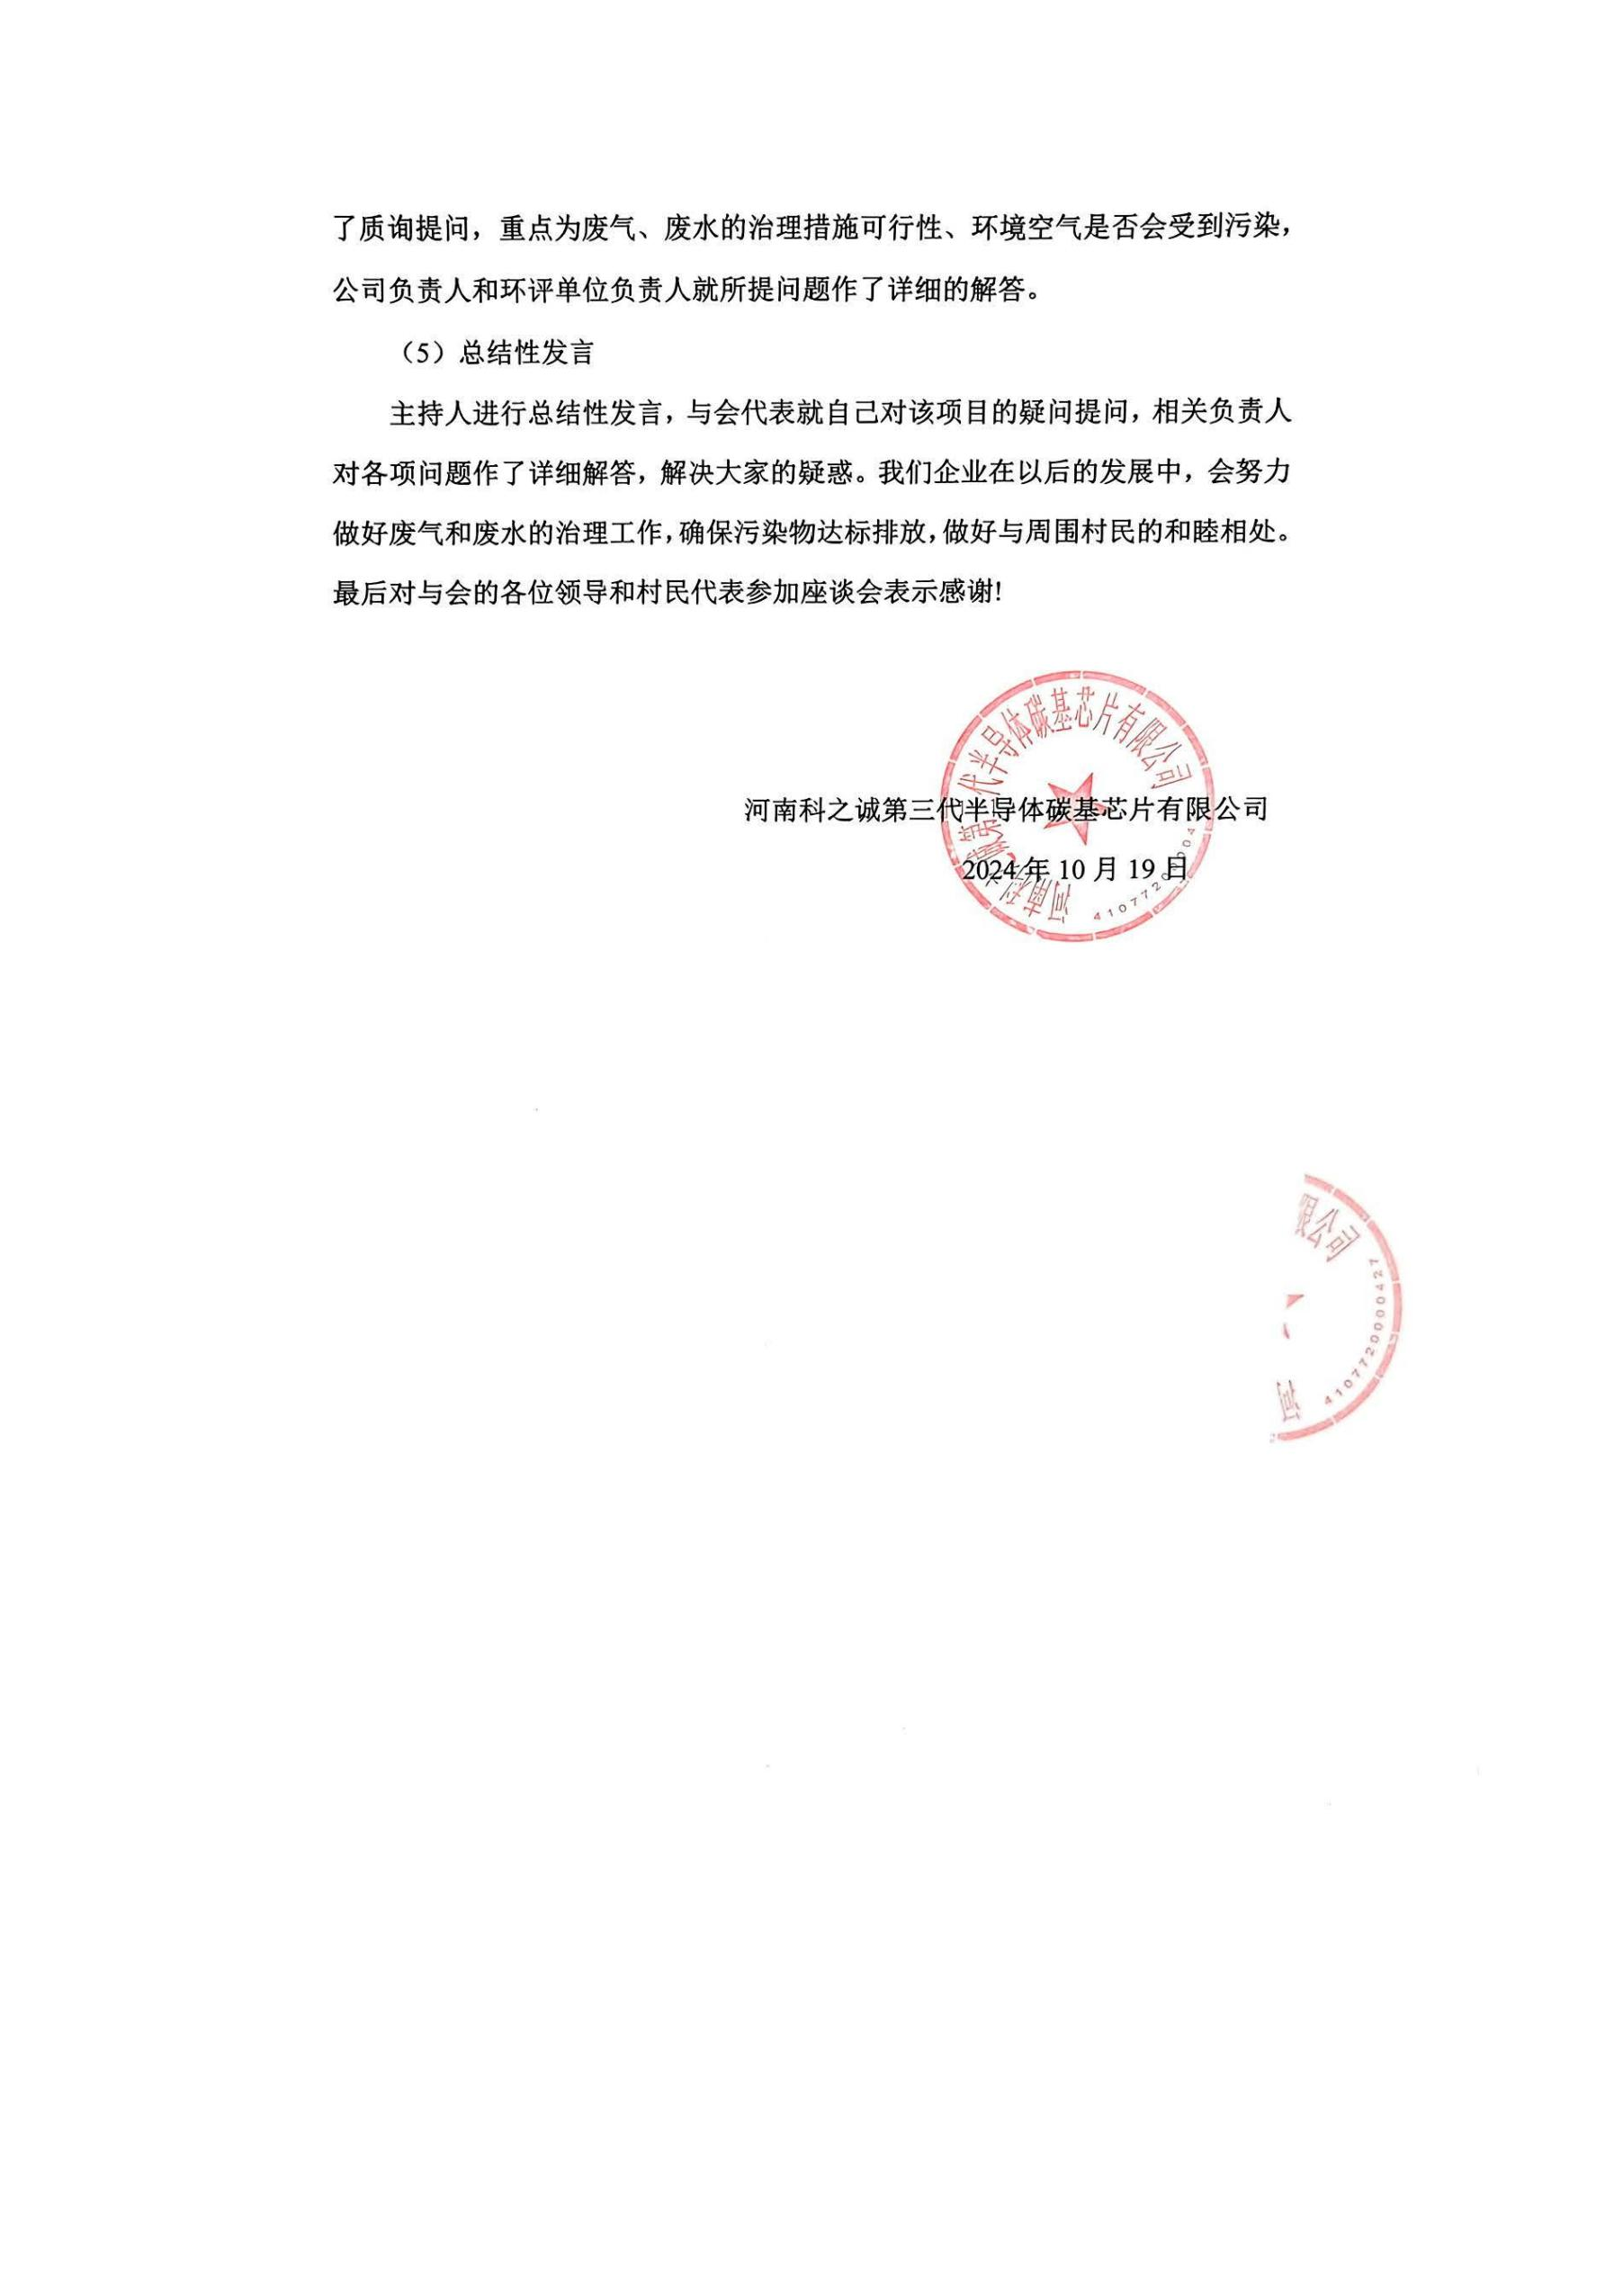 了质询提问，重点为废气、废水的治理措施可行性、环境空气是否会受到污染，
公司负责人和环评单位负责人就所提问题作了详细的解答。
（5）总结性发言
主持人进行总结性发言，与会代表就自己对该项目的疑问提问，相关负责人
对各项问题作了详细解答，解决大家的疑惑。我们企业在以后的发展中，会努力
做好废气和废水的治理工作，确保污染物达标排放，做好与周围村民的和睦相处。
最后对与会的各位领导和村民代表参加座谈会表示感谢!
河南科之诚第三代半导体碳基芯片有限公司
2024 年 10 月 19 日
限公司
河
4107720000427